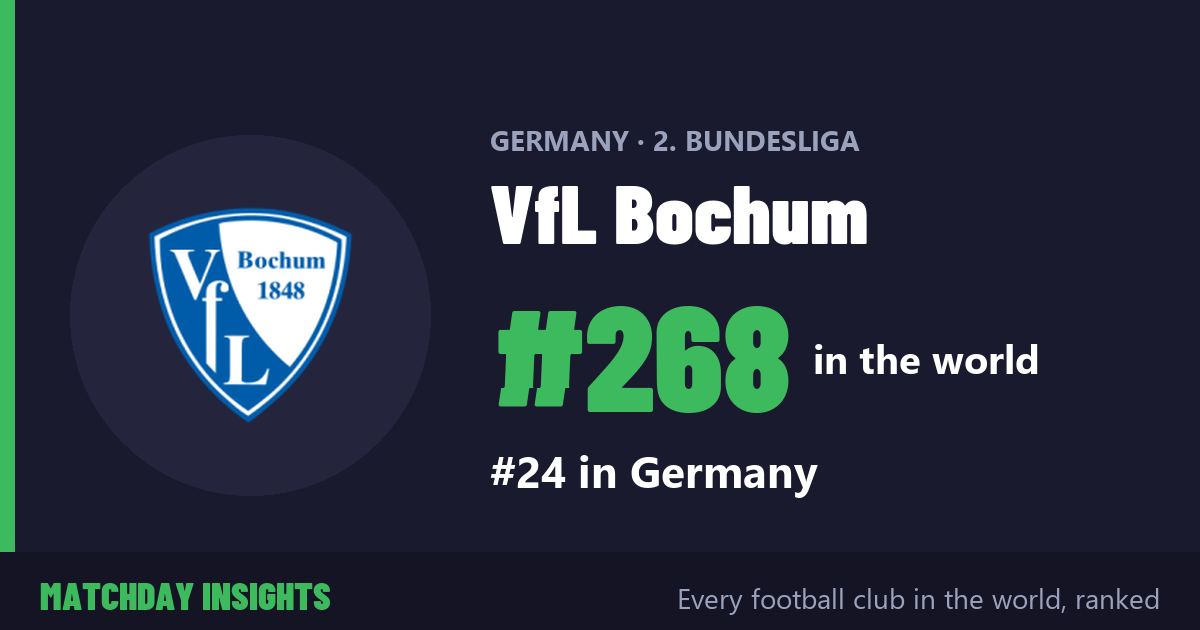 GERMANY · 2. BUNDESLIGA
VfL Bochum
VfL
Bochum
1848
#268 in the world
#24 in Germany
MATCHDAY INSIGHTS
Every football club in the world, ranked